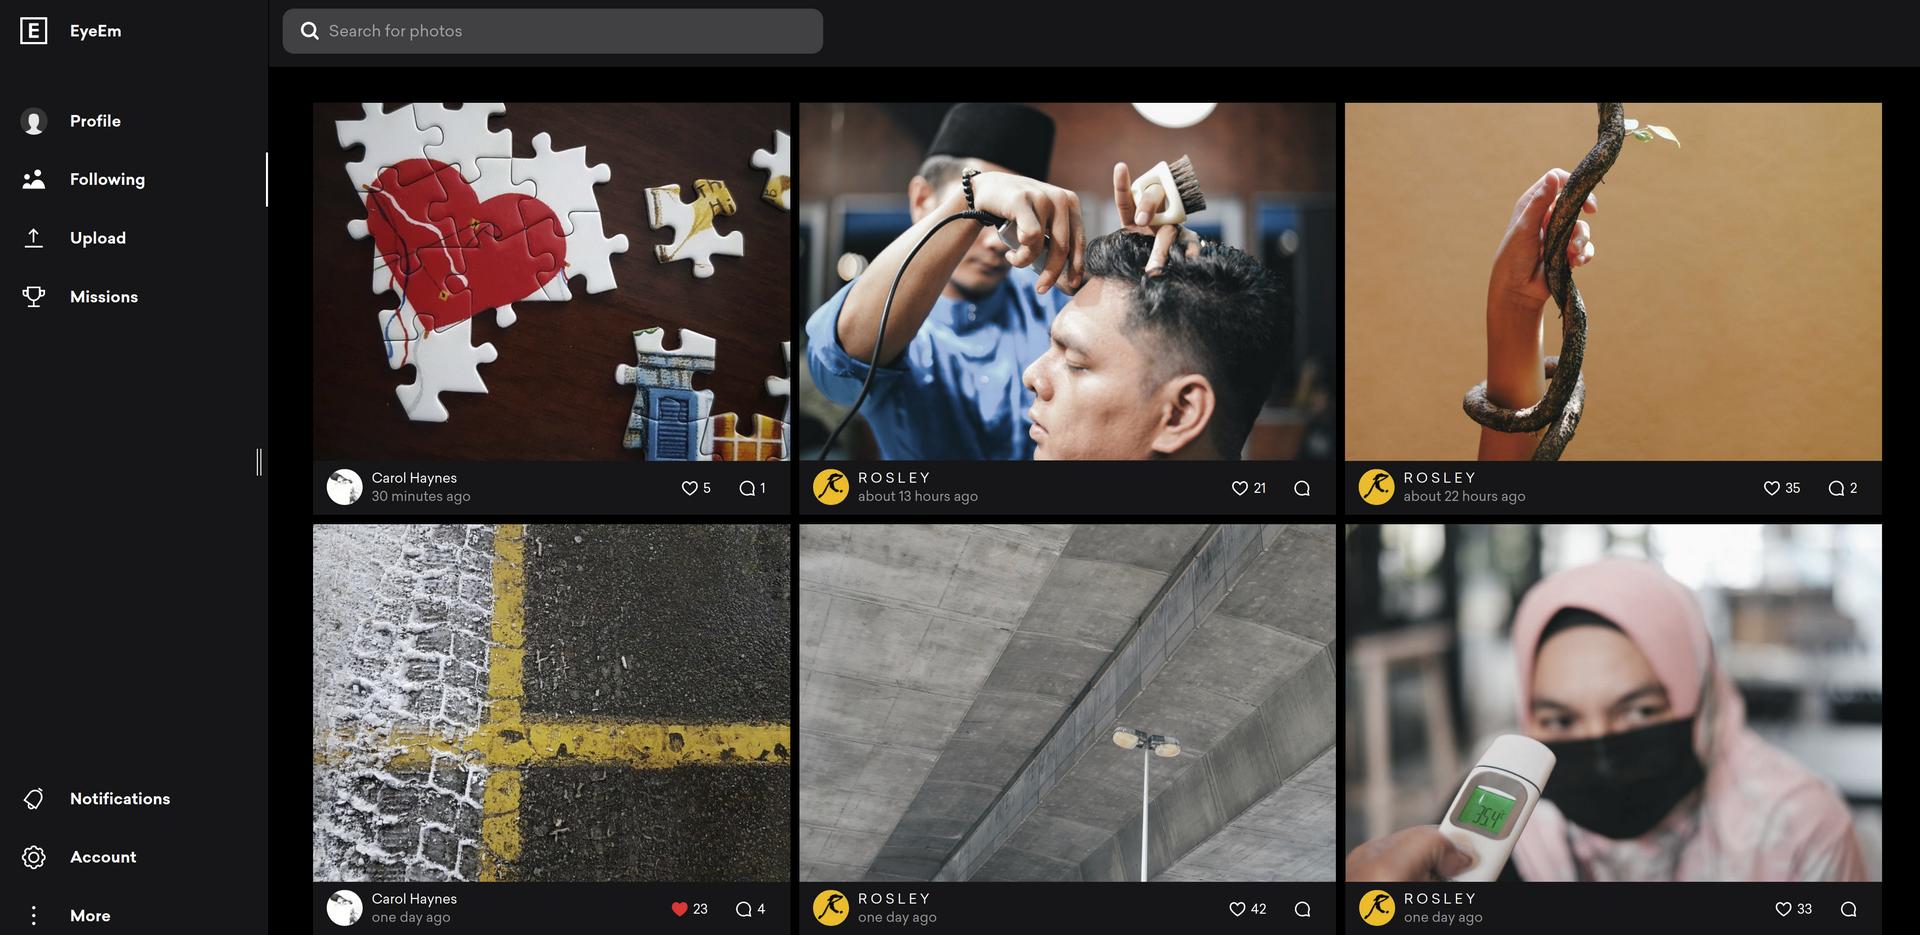 E EyeEm
Search for photos
Profile
Following
Upload
Missions
Notifications
Account
More
Carol Haynes
30 minutes ago
5
1
ROSLEY
about 13 hours ago
21
ROSLEY
about 22 hours ago
35
2
35.4
Carol Haynes
one day ago
23
4
ROSLEY
one day ago
42
ROSLEY
one day ago
33